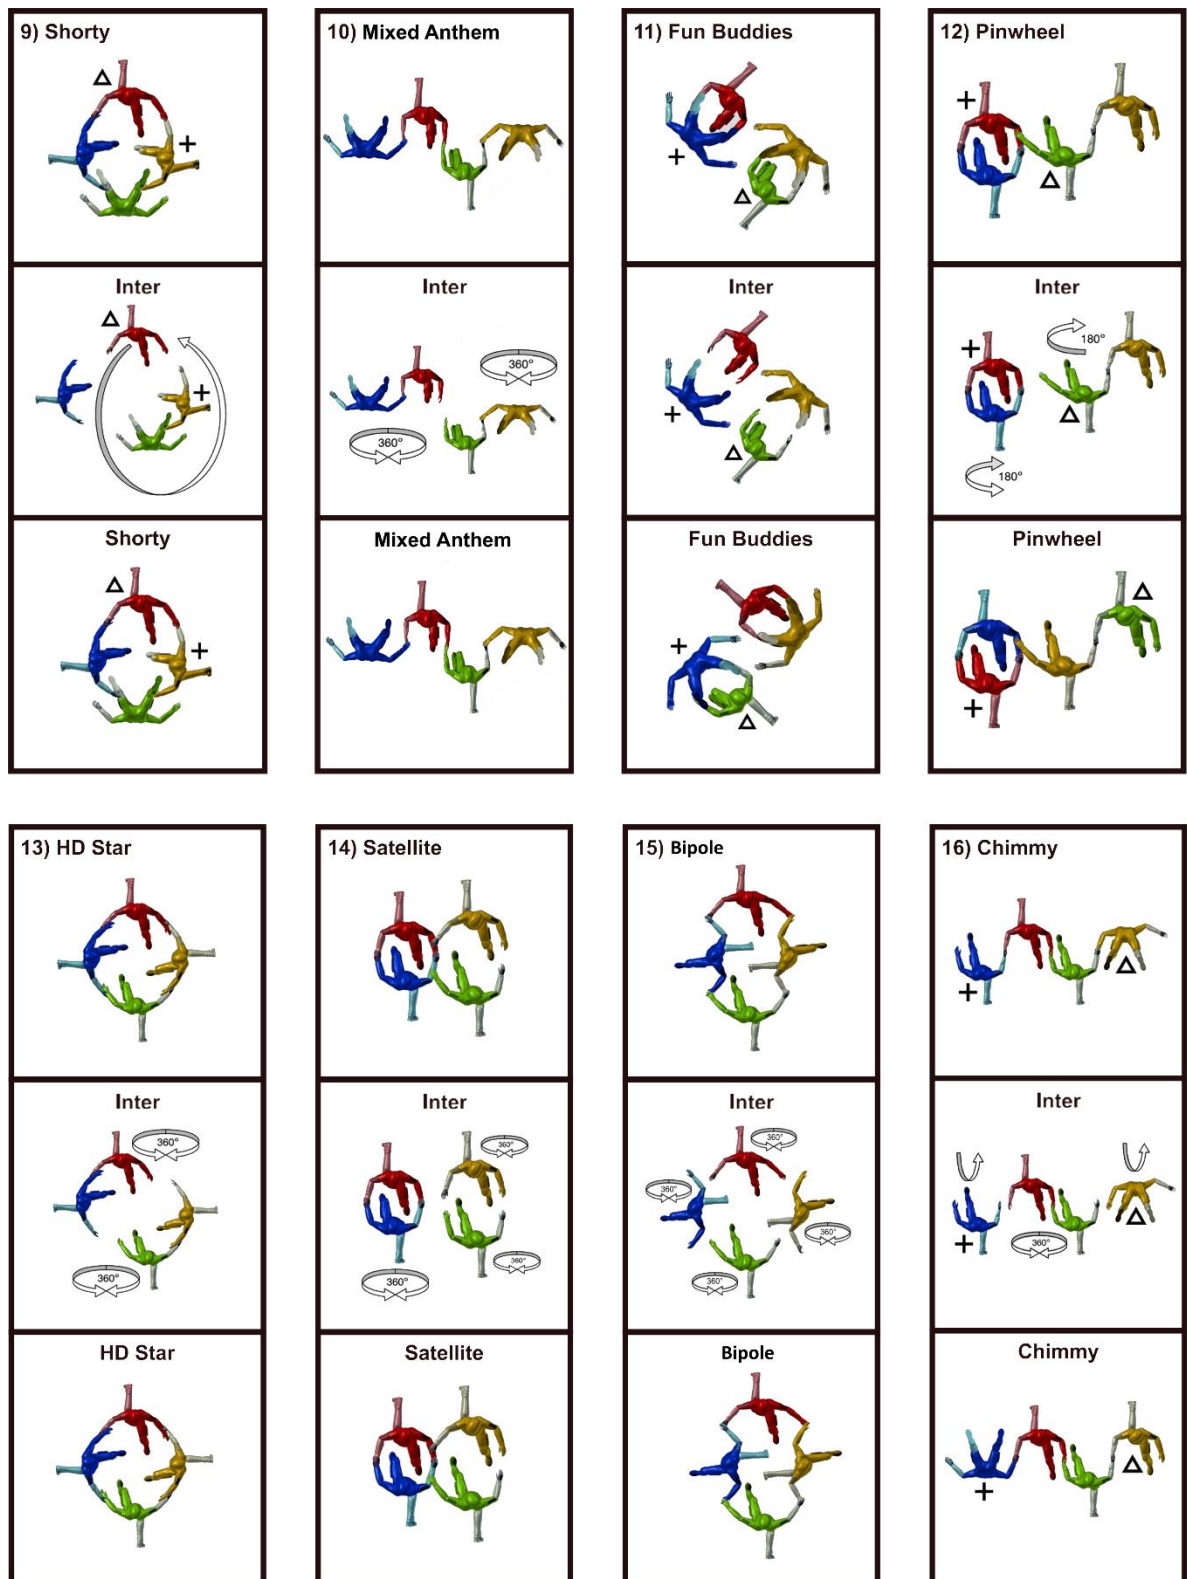 9) Shorty
Δ
+
Inter
Δ
+
Shorty
Δ
+
10) Mixed Anthem
Inter
360°
360°
Mixed Anthem
11) Fun Buddies
+
Δ
Inter
+
Δ
Fun Buddies
+
Δ
12) Pinwheel
+
Δ
Inter
+
180°
Δ
180°
Pinwheel
Δ
+
13) HD Star
Inter
360°
360°
HD Star
14) Satellite
Inter
360°
360°
360°
Satellite
15) Bipole
Inter
360°
360°
360°
360°
Bipole
16) Chimmy
+
Δ
Inter
+
Δ
360°
Chimmy
+
Δ